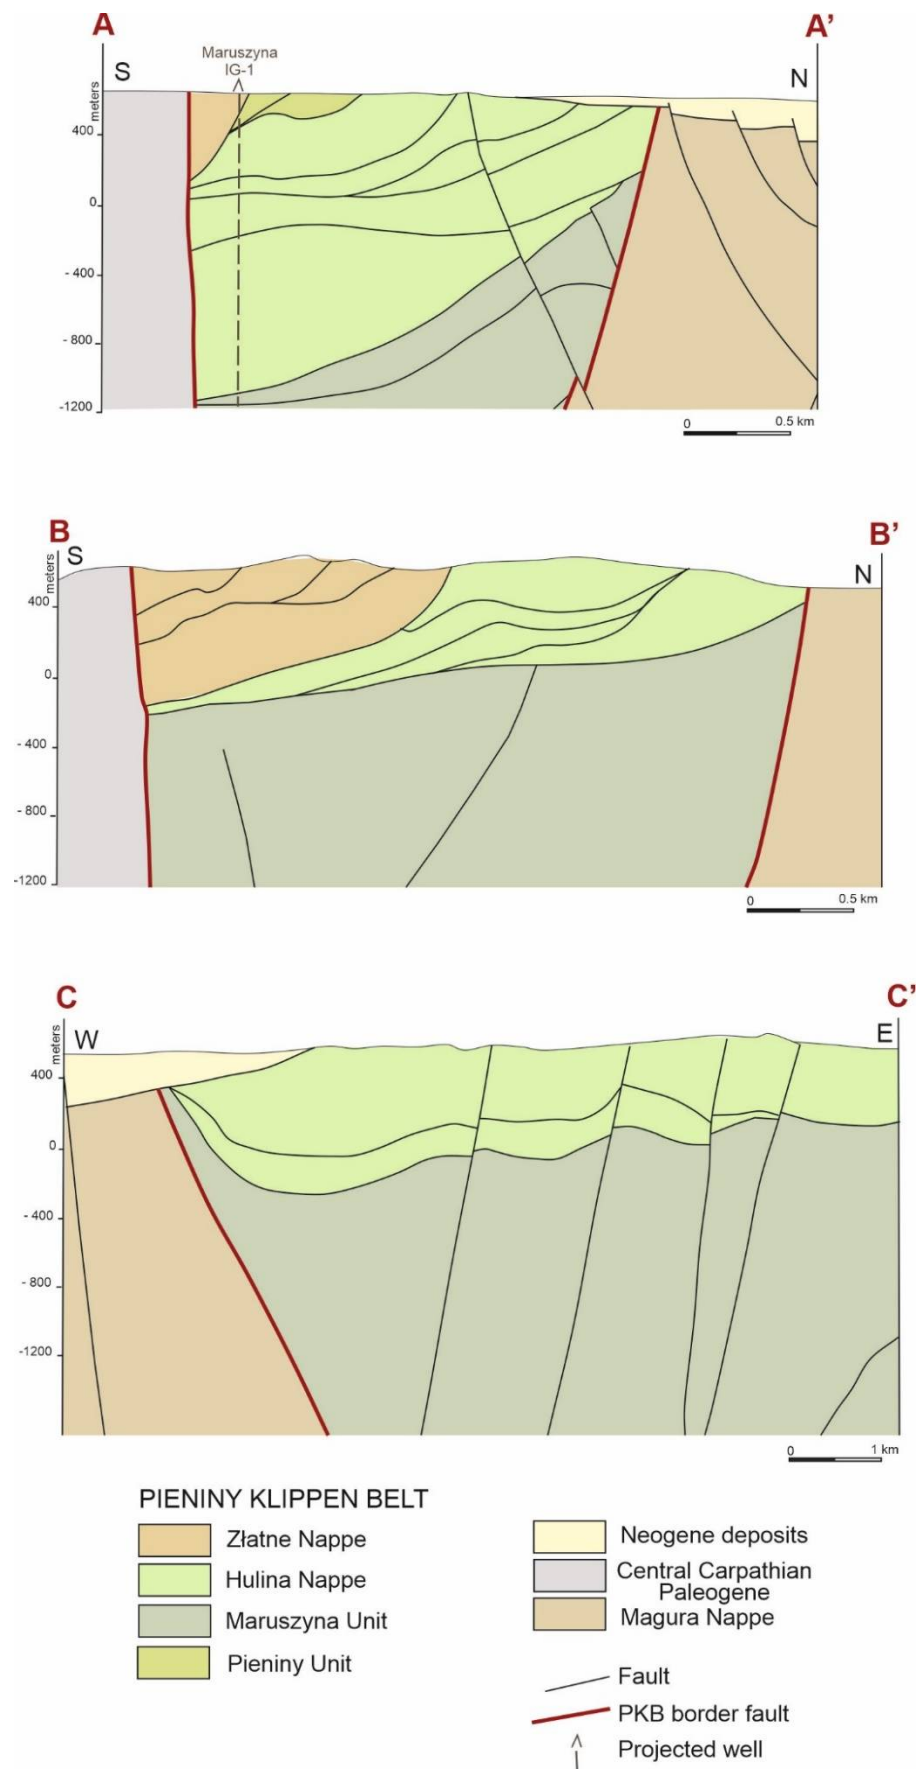 A
A'
Maruszyna
IG-1
S
N
meters
400
0
- 400
- 800
-1200
0
0.5 km
B
B'
S
N
meters
400
0
- 400
- 800
-1200
0
0.5 km
C
C'
W
E
meters
400
0
- 400
- 800
-1200
0
1 km
PIENINY KLIPPEN BELT
Złatne Nappe
Hulina Nappe
Maruszyna Unit
Pieniny Unit
Neogene deposits
Central Carpathian
Paleogene
Magura Nappe
Fault
PKB border fault
Projected well